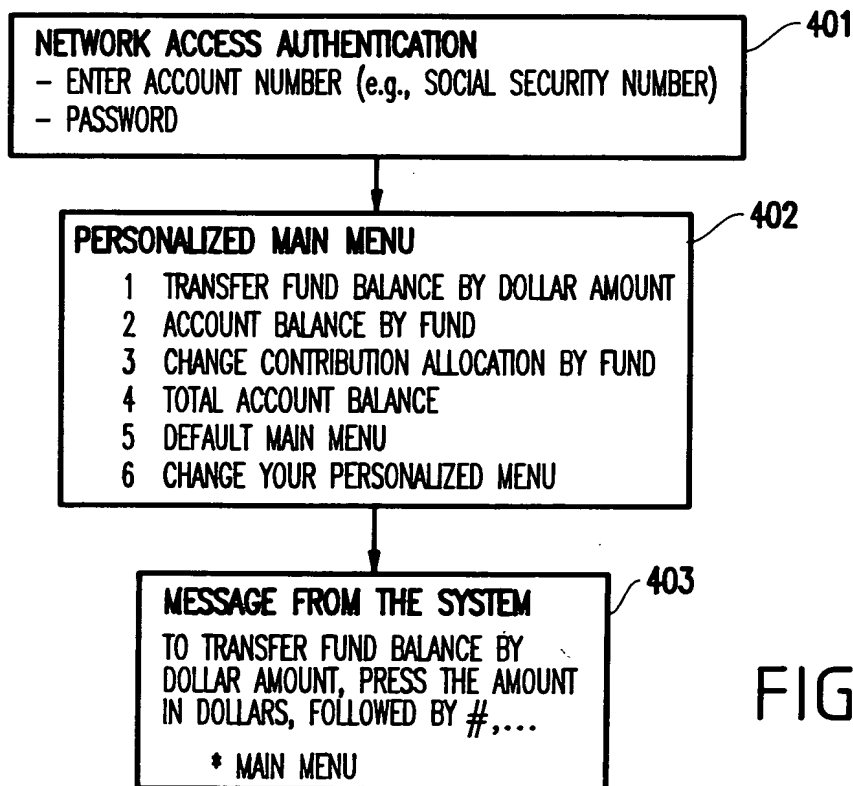 NETWORK ACCESS AUTHENTICATION
– ENTER ACCOUNT NUMBER (e.g., SOCIAL SECURITY NUMBER)
– PASSWORD
401
PERSONALIZED MAIN MENU
1 TRANSFER FUND BALANCE BY DOLLAR AMOUNT
2 ACCOUNT BALANCE BY FUND
3 CHANGE CONTRIBUTION ALLOCATION BY FUND
4 TOTAL ACCOUNT BALANCE
5 DEFAULT MAIN MENU
6 CHANGE YOUR PERSONALIZED MENU
402
MESSAGE FROM THE SYSTEM
TO TRANSFER FUND BALANCE BY
DOLLAR AMOUNT, PRESS THE AMOUNT
IN DOLLARS, FOLLOWED BY #,...
* MAIN MENU
403
FIG